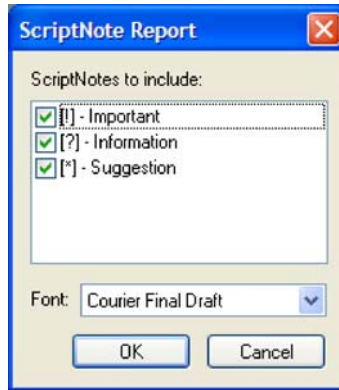 ScriptNote Report
ScriptNotes to include:
[!] - Important
[?] - Information
[*] - Suggestion
Font: Courier Final Draft
OK Cancel